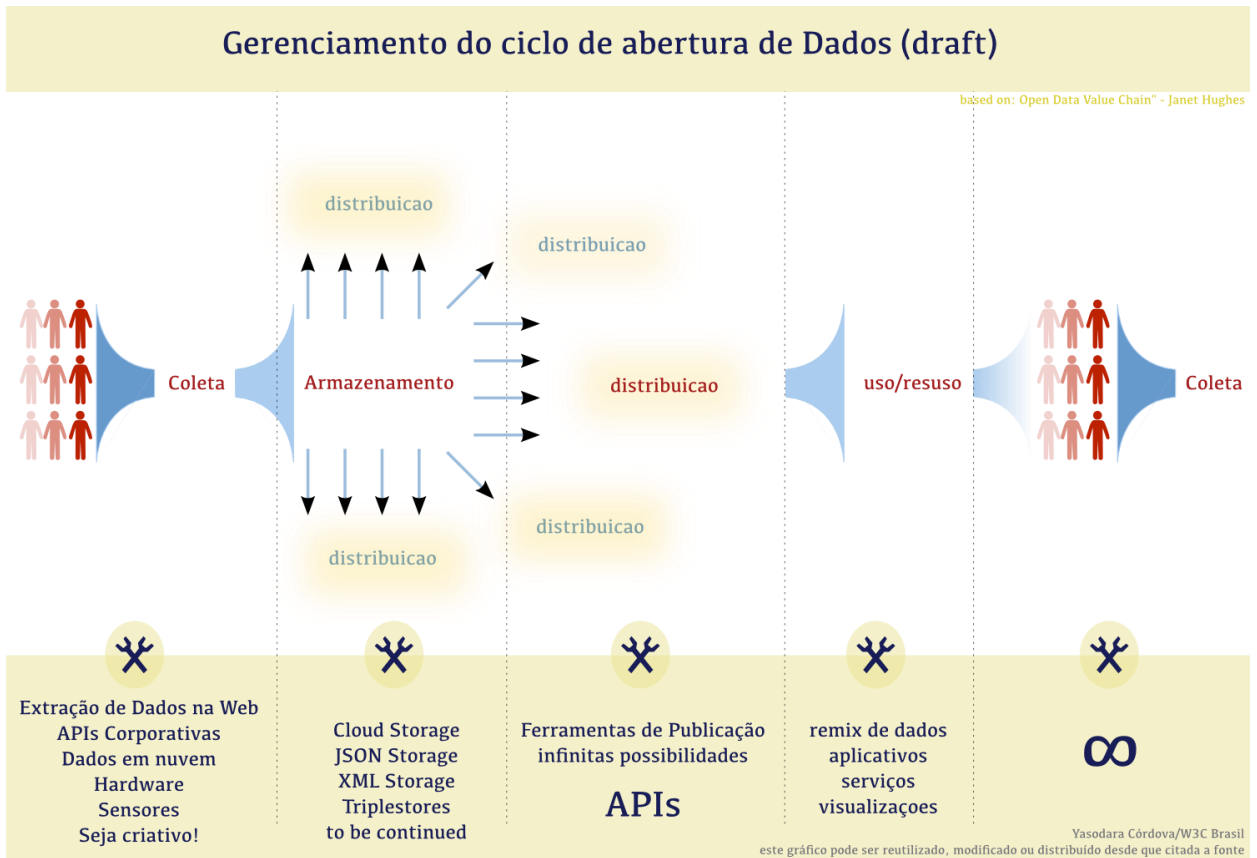 Gerenciamento do ciclo de abertura de Dados (draft)
based on: Open Data Value Chain" - Janet Hughes
distribuicao
distribuicao
Coleta
Armazenamento
distribuicao
uso/resuso
Coleta
distribuicao
distribuicao
Extração de Dados na Web
APIs Corporativas
Dados em nuvem
Hardware
Sensores
Seja criativo!
Cloud Storage
JSON Storage
XML Storage
Triplestores
to be continued
Ferramentas de Publicação
infinitas possibilidades
APIs
remix de dados
aplicativos
serviços
visualizaçoes
∞
Yasodara Córdova/W3C Brasil
este gráfico pode ser reutilizado, modificado ou distribuído desde que citada a fonte